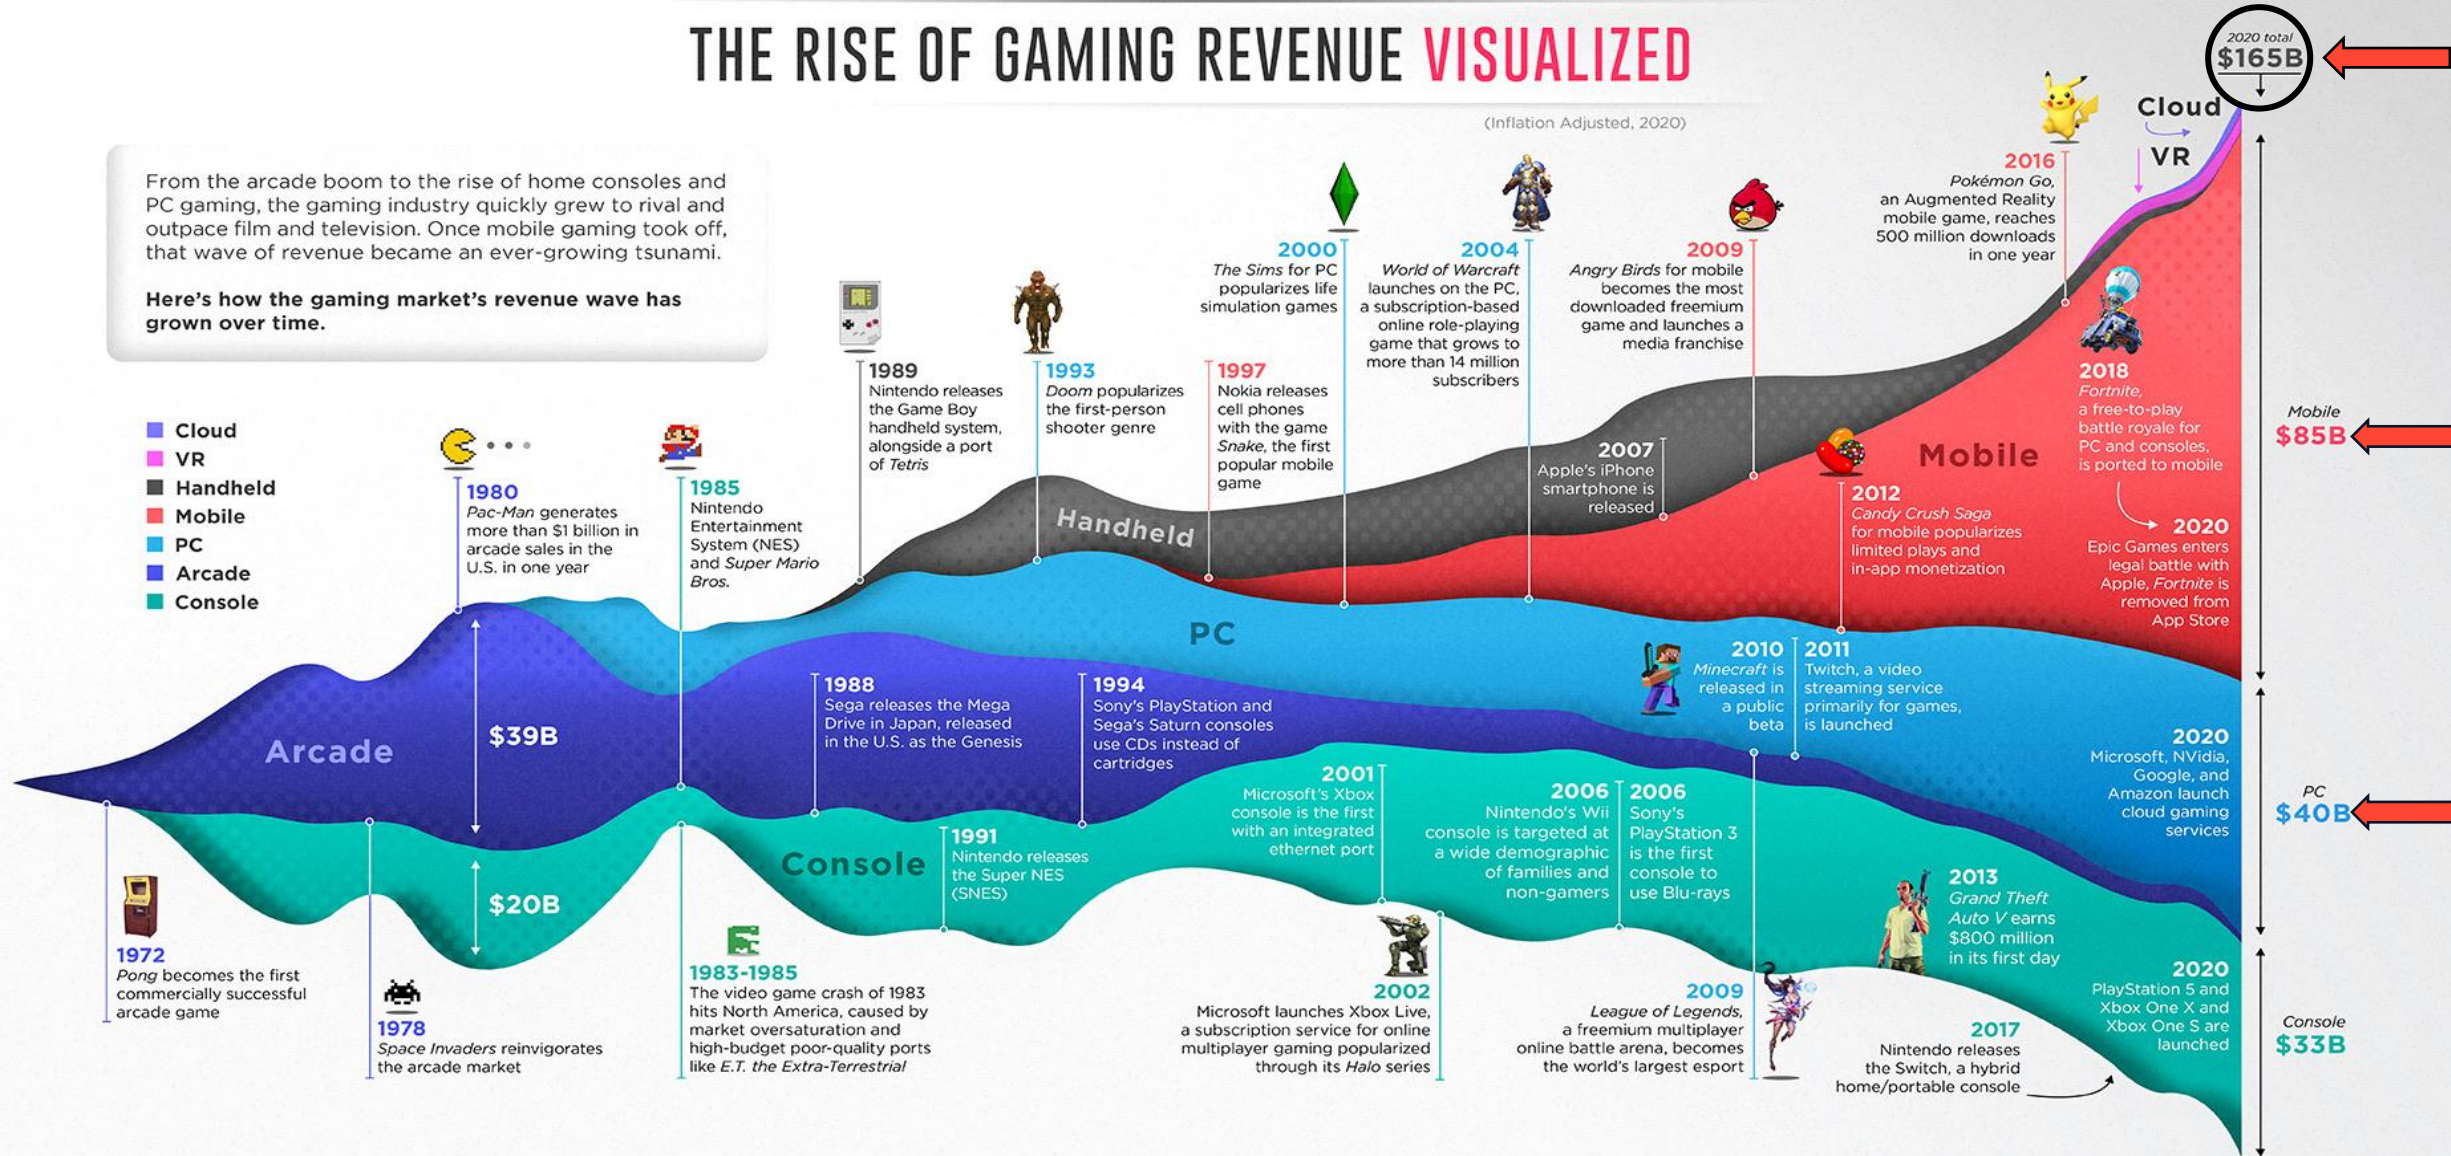 THE RISE OF GAMING REVENUE VISUALIZED
(Inflation Adjusted, 2020)
2020 total
$165B
From the arcade boom to the rise of home consoles and
PC gaming, the gaming industry quickly grew to rival and
outpace film and television. Once mobile gaming took off,
that wave of revenue became an ever-growing tsunami.
Here's how the gaming market's revenue wave has
grown over time.
Cloud
VR
Handheld
Mobile
PC
Arcade
Console
1972
Pong becomes the first
commercially successful
arcade game
1978
Space Invaders reinvigorates
the arcade market
1980
Pac-Man generates
more than $1 billion in
arcade sales in the
U.S. in one year
$39B
$20B
Arcade
1985
Nintendo
Entertainment
System (NES)
and Super Mario
Bros.
1983-1985
The video game crash of 1983
hits North America, caused by
market oversaturation and
high-budget poor-quality ports
like E.T. the Extra-Terrestrial
1988
Sega releases the Mega
Drive in Japan, released
in the U.S. as the Genesis
Console
1989
Nintendo releases
the Game Boy
handheld system,
alongside a port
of Tetris
1991
Nintendo releases
the Super NES
(SNES)
1993
Doom popularizes
the first-person
shooter genre
Handheld
1994
Sony's PlayStation and
Sega's Saturn consoles
use CDs instead of
cartridges
1997
Nokia releases
cell phones
with the game
Snake, the first
popular mobile
game
PC
2000
The Sims for PC
popularizes life
simulation games
2001
Microsoft's Xbox
console is the first
with an integrated
ethernet port
2002
Microsoft launches Xbox Live,
a subscription service for online
multiplayer gaming popularized
through its Halo series
2004
World of Warcraft
launches on the PC,
a subscription-based
online role-playing
game that grows to
more than 14 million
subscribers
2006
Nintendo's Wii
console is targeted at
a wide demographic
of families and
non-gamers
2006
Sony's
PlayStation 3
is the first
console to
use Blu-rays
2007
Apple's iPhone
smartphone is
released
2009
Angry Birds for mobile
becomes the most
downloaded freemium
game and launches a
media franchise
2009
League of Legends,
a freemium multiplayer
online battle arena, becomes
the world's largest esport
2010
Minecraft is
released in
a public
beta
2011
Twitch, a video
streaming service
primarily for games,
is launched
2012
Candy Crush Saga
for mobile popularizes
limited plays and
in-app monetization
Mobile
2013
Grand Theft
Auto V earns
$800 million
in its first day
2016
Pokémon Go,
an Augmented Reality
mobile game, reaches
500 million downloads
in one year
2017
Nintendo releases
the Switch, a hybrid
home/portable console
Cloud
VR
2018
Fortnite,
a free-to-play
battle royale for
PC and consoles,
is ported to mobile
2020
Epic Games enters
legal battle with
Apple, Fortnite is
removed from
App Store
2020
Microsoft, NVidia,
Google, and
Amazon launch
cloud gaming
services
2020
PlayStation 5 and
Xbox One X and
Xbox One S are
launched
Mobile
$85B
PC
$40B
Console
$33B